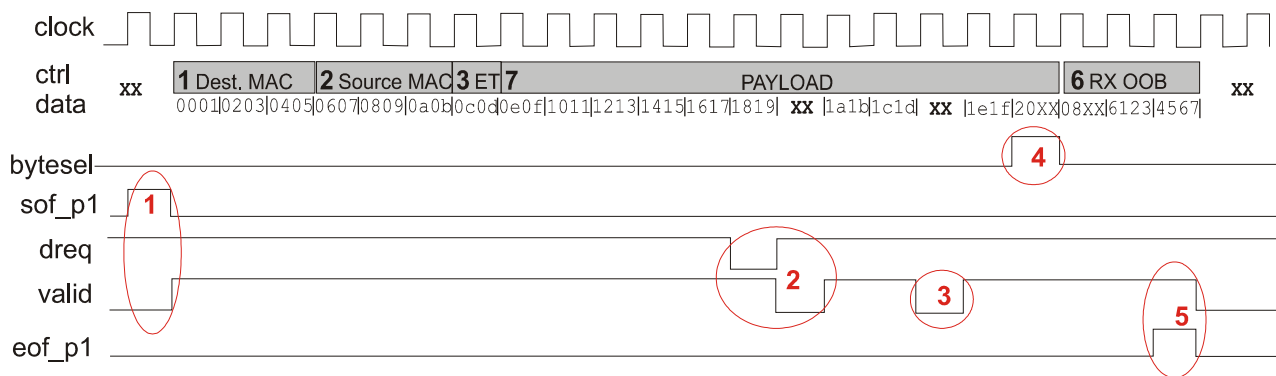 clock
ctrl
data
xx
1 Dest. MAC
2 Source MAC
3 ET
7
PAYLOAD
6 RX OOB
xx
0001|0203|0405|0607|0809|0a0b|0c0d|0e0f|1011|1213|1415|1617|1819| xx |1a1b|1c1d| xx |1e1f|20XX|08XX|6123|4567|
bytesel
4
sof_p1
1
dreq
valid
2
3
5
eof_p1